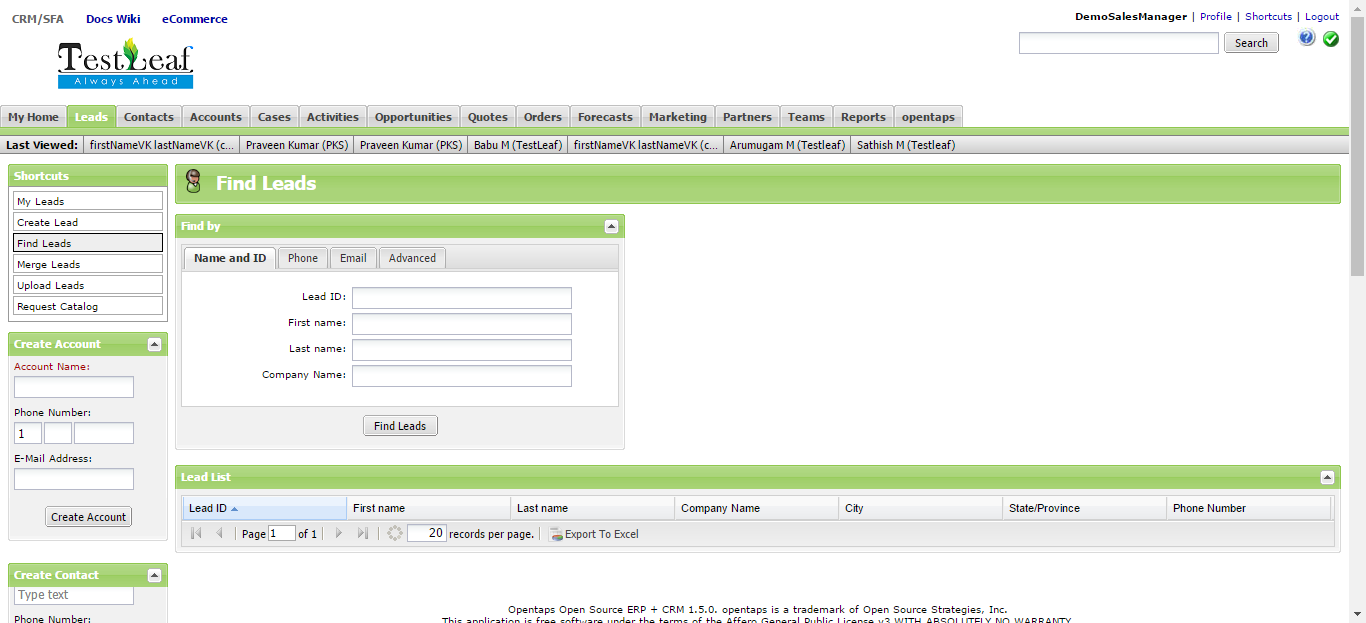 CRM/SFA Docs Wiki eCommerce
DemoSalesManager | Profile | Shortcuts | Logout
TestLeaf
Always Ahead
Search
My Home Leads Contacts Accounts Cases Activities Opportunities Quotes Orders Forecasts Marketing Partners Teams Reports opentaps
Last Viewed: firstNameVK lastNameVK (c... Praveen Kumar (PKS) Praveen Kumar (PKS) Babu M (TestLeaf) firstNameVK lastNameVK (c... Arumugam M (Testleaf) Sathish M (Testleaf)
Shortcuts
My Leads
Create Lead
Find Leads
Merge Leads
Upload Leads
Request Catalog
Create Account
Account Name:
Phone Number:
1
E-Mail Address:
Create Account
Create Contact
Type text
Phone Number:
Find Leads
Find by
Name and ID Phone Email Advanced
Lead ID:
First name:
Last name:
Company Name:
Find Leads
Lead List
Lead ID First name Last name Company Name City State/Province Phone Number
Page 1 of 1 20 records per page. Export To Excel
Opentaps Open Source ERP + CRM 1.5.0. opentaps is a trademark of Open Source Strategies, Inc.
This application is free software under the terms of the Affero General Public License v3 WITH ABSOLUTELY NO WARRANTY